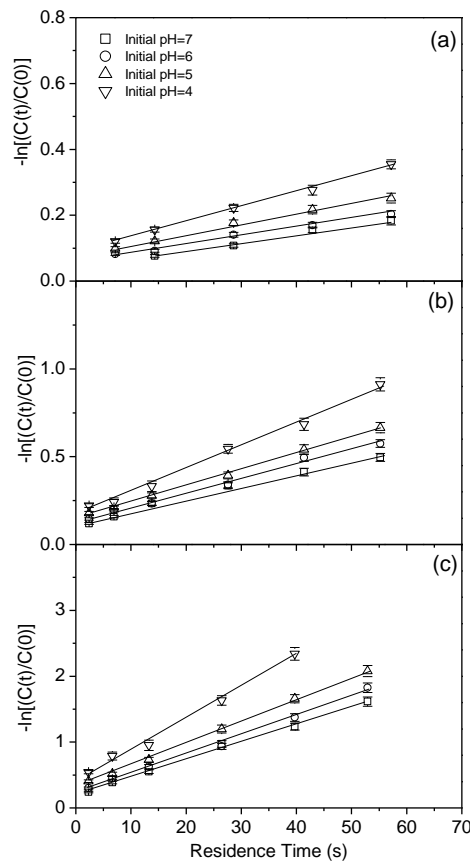 0.8
0.6
0.4
0.2
0.0
-ln[(C(t)/C(0)]
(a)
Initial pH=7
Initial pH=6
Initial pH=5
Initial pH=4
1.0
0.5
0.0
-ln[(C(t)/C(0)]
(b)
3
2
1
0
-ln[(C(t)/C(0)]
(c)
0 10 20 30 40 50 60 70
Residence Time (s)